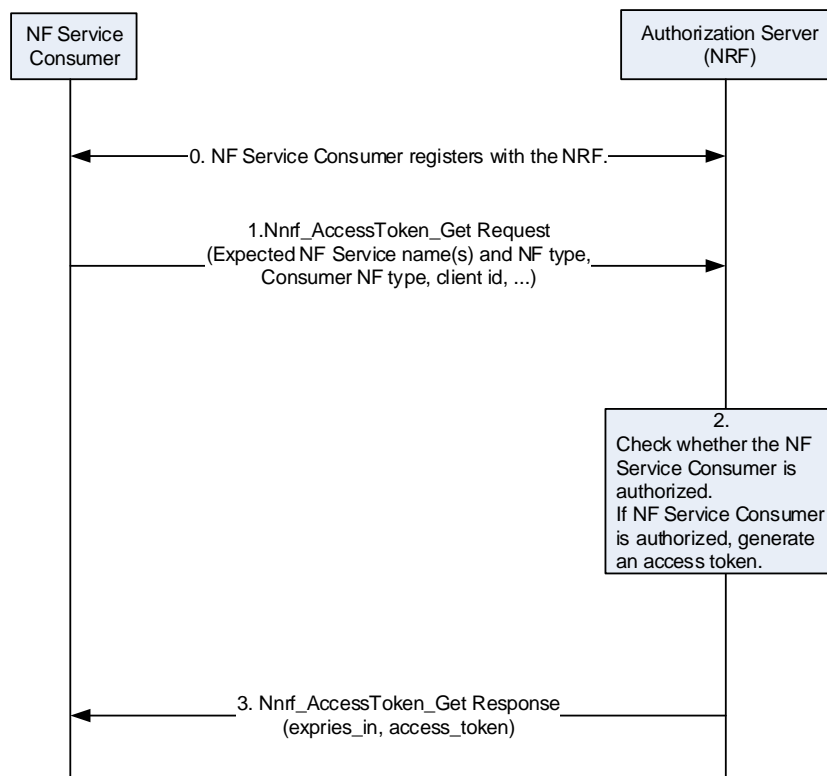 NF Service
Consumer
Authorization Server
(NRF)
0. NF Service Consumer registers with the NRF.
1.Nnrf_AccessToken_Get Request
(Expected NF Service name(s) and NF type,
Consumer NF type, client id, ...)
2.
Check whether the NF
Service Consumer is
authorized.
If NF Service Consumer
is authorized, generate
an access token.
3. Nnrf_AccessToken_Get Response
(expries_in, access_token)